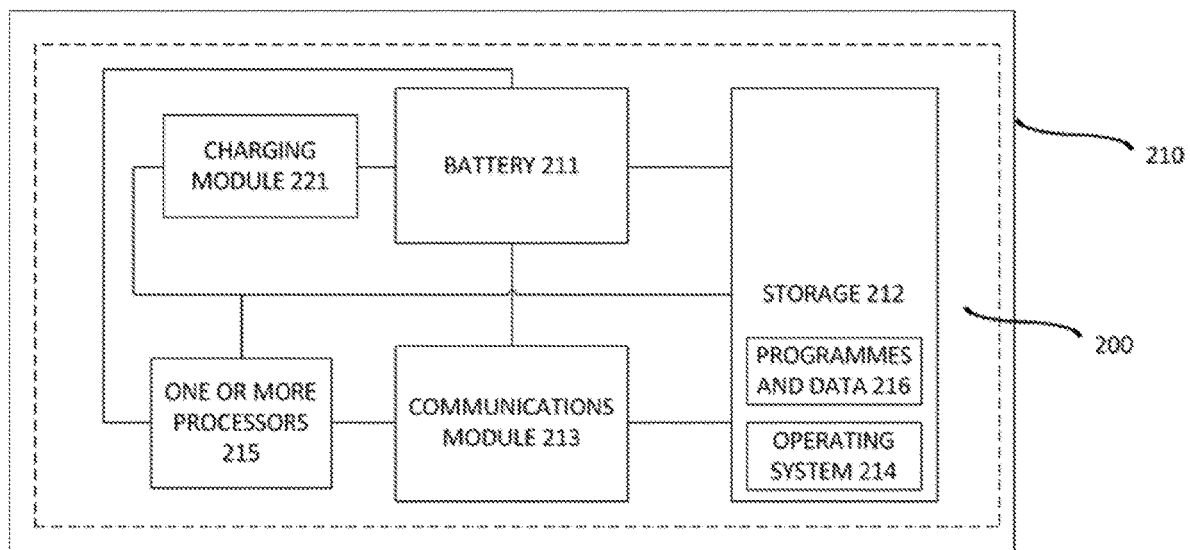 CHARGING
MODULE 221
BATTERY 211
210
STORAGE 212
200
PROGRAMMES
AND DATA 216
ONE OR MORE
PROCESSORS
215
COMMUNICATIONS
MODULE 213
OPERATING
SYSTEM 214